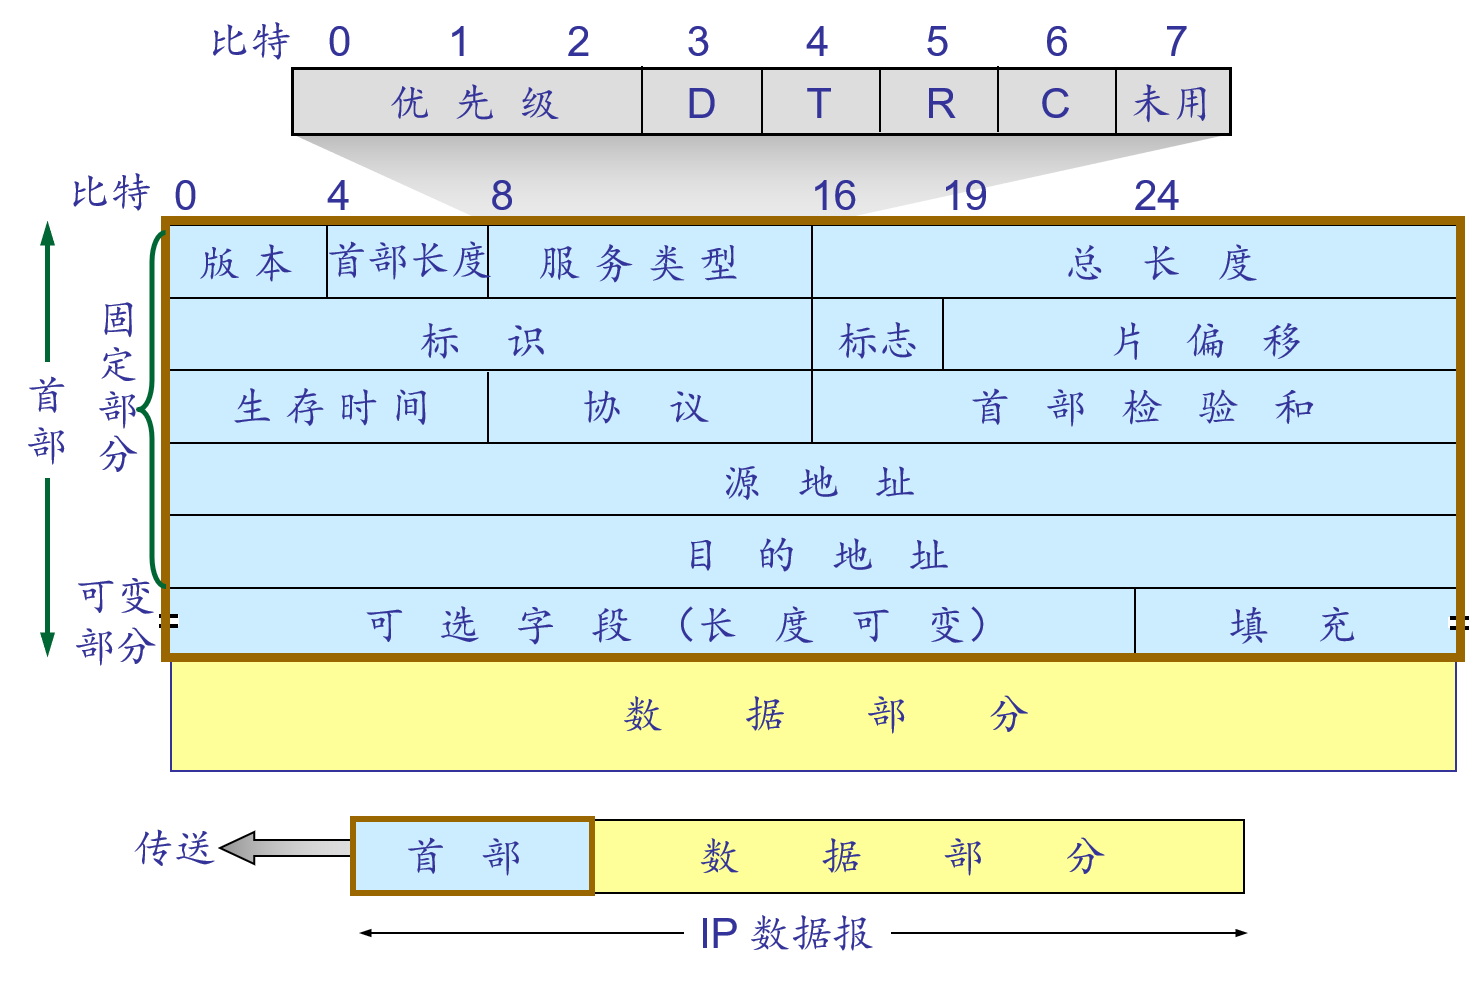 比特 0 1 2 3 4 5 6 7
优先级 D T R C 未用
比特 0 4 8 16 19 24
版本 首部长度 服务类型 总长度
标识 标志 片偏移
生存时间 协议 首部检验和
源地址
目的地址
可选字段（长度可变） 填充
首部
固定部分
可变
部分
数据部分
传送 首部 数据部分
IP 数据报